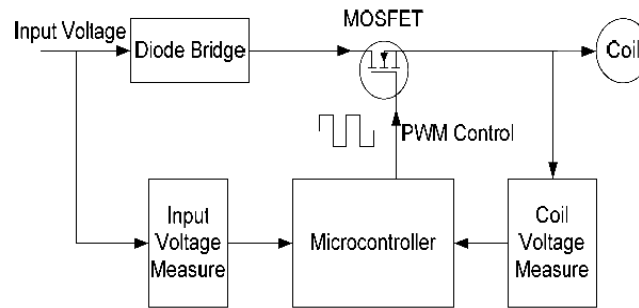 MOSFET
Input Voltage
Diode Bridge
Coil
PWM Control
Input
Voltage
Measure
Microcontroller
Coil
Voltage
Measure